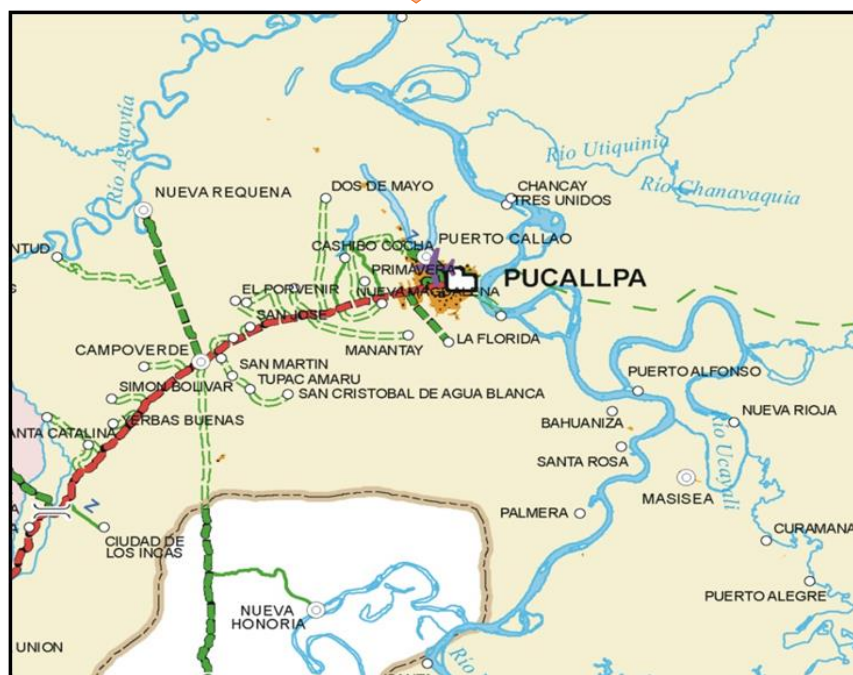 Río Aguaytía
Río Utiquinia
Río Chanavaquia
NUEVA REQUENA
DOS DE MAYO
CHANCAY
TRES UNIDOS
CASHIBO COCHA
PUERTO CALLAO
PRIMAVERA
PUCALLPA
EL PORVENIR
NUEVA MAGDALENA
SAN JOSE
LA FLORIDA
CAMPOVERDE
MANANTAY
SAN MARTIN
TUPAC AMARU
SIMON BOLIVAR
SAN CRISTOBAL DE AGUA BLANCA
PUERTO ALFONSO
BAHUANIZA
NUEVA RIOJA
YERBAS BUENAS
ANTA CATALINA
SANTA ROSA
Río Ucayali
MASISEA
PALMERA
CIUDAD DE
LOS INCAS
CURAMANA
PUERTO ALEGRE
NUEVA
HONORIA
UNION